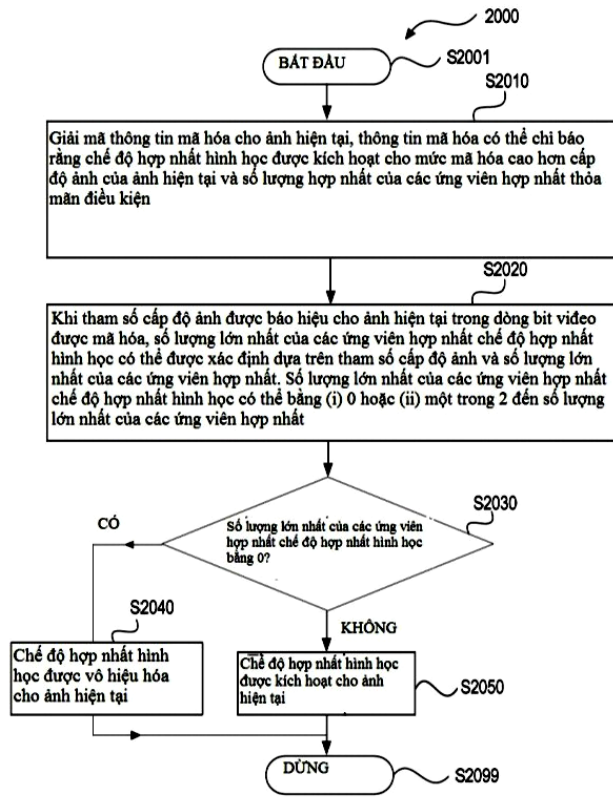 2000
BẮT ĐẦU
S2001
S2010
Giải mã thông tin mã hóa cho ảnh hiện tại, thông tin mã hóa có thể chỉ báo
rằng chế độ hợp nhất hình học được kích hoạt cho mức mã hóa cao hơn cấp
độ ảnh của ảnh hiện tại và số lượng hợp nhất của các ứng viên hợp nhất thỏa
mãn điều kiện
S2020
Khi tham số cấp độ ảnh được báo hiệu cho ảnh hiện tại trong dòng bit viđeo
được mã hóa, số lượng lớn nhất của các ứng viên hợp nhất chế độ hợp nhất
hình học có thể được xác định dựa trên tham số cấp độ ảnh và số lượng lớn
nhất của các ứng viên hợp nhất. Số lượng lớn nhất của các ứng viên hợp nhất
chế độ hợp nhất hình học có thể bằng (i) 0 hoặc (ii) một trong 2 đến số lượng
lớn nhất của các ứng viên hợp nhất
S2030
Số lượng lớn nhất của các ứng viên
hợp nhất chế độ hợp nhất hình học
bằng 0?
CÓ
KHÔNG
S2040
Chế độ hợp nhất hình
học được vô hiệu hóa
cho ảnh hiện tại
Chế độ hợp nhất hình học
được kích hoạt cho ảnh
hiện tại
S2050
DỪNG
S2099